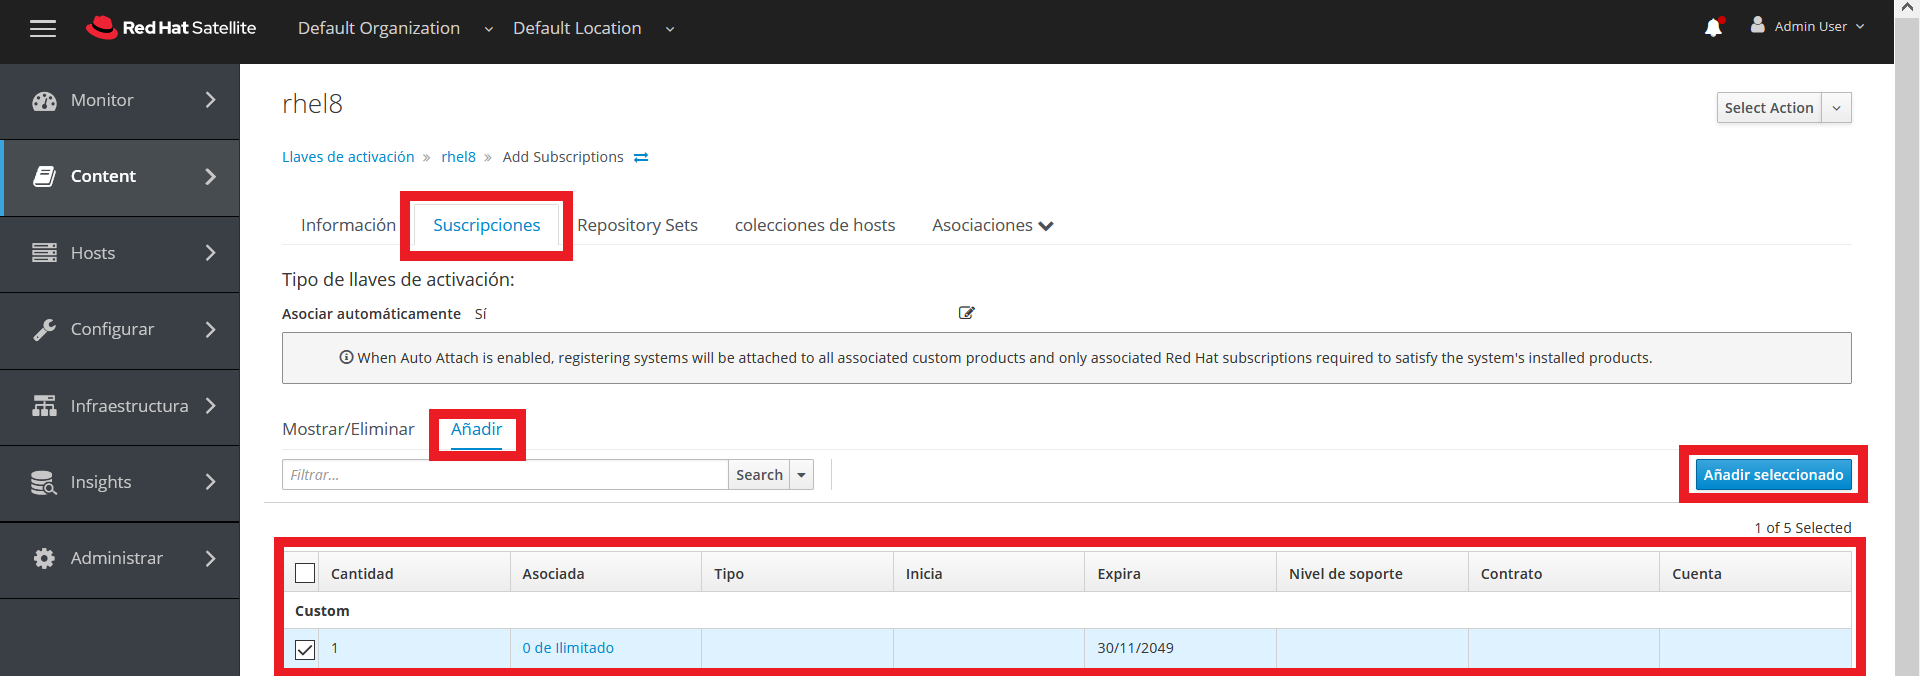 Red Hat Satellite Default Organization Default Location Admin User
Monitor
Content
Hosts
Configurar
Infraestructura
Insights
Administrar
rhel8
Select Action
Llaves de activación » rhel8 » Add Subscriptions
Información Suscripciones Repository Sets colecciones de hosts Asociaciones
Tipo de llaves de activación:
Asociar automáticamente Sí
When Auto Attach is enabled, registering systems will be attached to all associated custom products and only associated Red Hat subscriptions required to satisfy the system's installed products.
Mostrar/Eliminar Añadir
Filtrar... Search Añadir seleccionado
1 of 5 Selected
Cantidad Asociada Tipo Inicia Expira Nivel de soporte Contrato Cuenta
Custom
1 0 de Ilimitado 30/11/2049